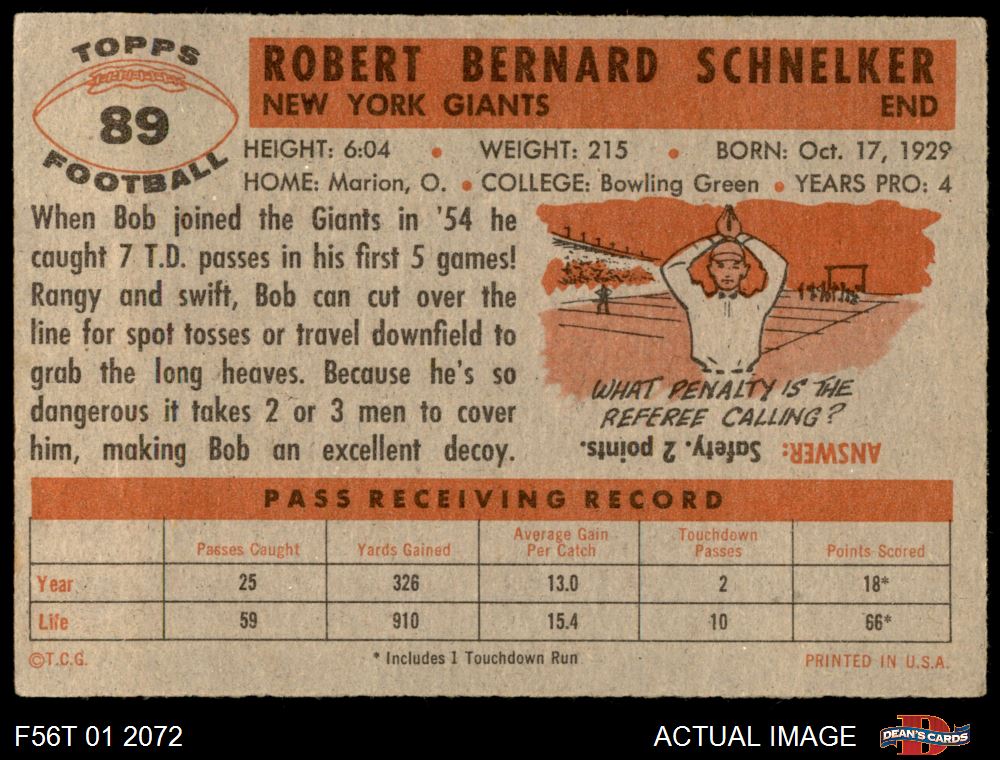 TOPPS
89
FOOTBALL
ROBERT BERNARD SCHNELKER
NEW YORK GIANTS END
HEIGHT: 6:04 • WEIGHT: 215 • BORN: Oct. 17, 1929
HOME: Marion, O. • COLLEGE: Bowling Green • YEARS PRO: 4
When Bob joined the Giants in '54 he
caught 7 T.D. passes in his first 5 games!
Rangy and swift, Bob can cut over the
line for spot tosses or travel downfield to
grab the long heaves. Because he's so
dangerous it takes 2 or 3 men to cover
him, making Bob an excellent decoy.
WHAT PENALTY IS THE
REFEREE CALLING?
ANSWER: Safety. 2 points.
PASS RECEIVING RECORD
Passes Caught Yards Gained Average Gain Per Catch Touchdown Passes Points Scored
Year 25 326 13.0 2 18*
Life 59 910 15.4 10 66*
©T.C.G. * Includes 1 Touchdown Run PRINTED IN U.S.A.
F56T 01 2072 ACTUAL IMAGE D DEAN'S CARDS